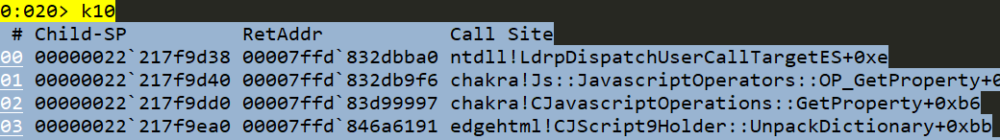 0:020> k10
# Child-SP RetAddr Call Site
00 00000022`217f9d38 00007ffd`832dbba0 ntdll!LdrpDispatchUserCallTargetES+0xe
01 00000022`217f9d40 00007ffd`832db9f6 chakra!Js::JavascriptOperators::OP_GetProperty+0
02 00000022`217f9dd0 00007ffd`83d99997 chakra!CJavascriptOperations::GetProperty+0xb6
03 00000022`217f9ea0 00007ffd`846a6191 edgehtml!CJScript9Holder::UnpackDictionary+0xbb